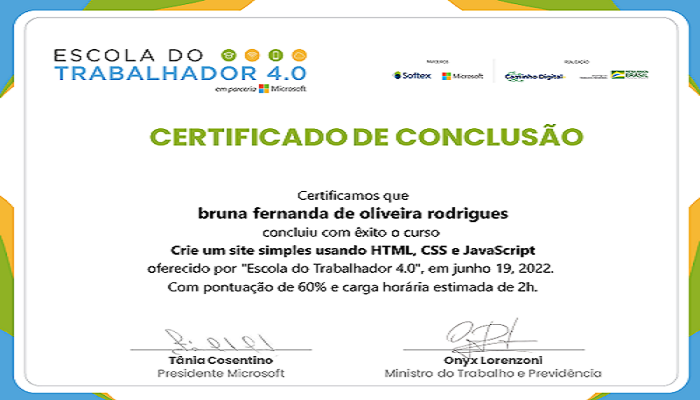 ESCOLA DO
TRABALHADOR 4.0
em parceria Microsoft
PARCEIROS
Softex Microsoft
REALIZAÇÃO
Caminho Digital
BRASIL
CERTIFICADO DE CONCLUSÃO
Certificamos que
bruna fernanda de oliveira rodrigues
concluiu com êxito o curso
Crie um site simples usando HTML, CSS e JavaScript
oferecido por "Escola do Trabalhador 4.0", em junho 19, 2022.
Com pontuação de 60% e carga horária estimada de 2h.
Tânia Cosentino
Presidente Microsoft
Onyx Lorenzoni
Ministro do Trabalho e Previdência